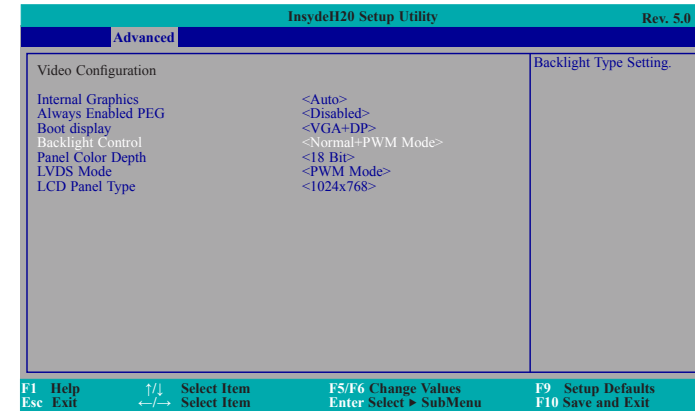 InsydeH20 Setup Utility Rev. 5.0
Advanced
Video Configuration
Backlight Type Setting.
Internal Graphics <Auto>
Always Enabled PEG <Disabled>
Boot display <VGA+DP>
Backlight Control <Normal+PWM Mode>
Panel Color Depth <18 Bit>
LVDS Mode <PWM Mode>
LCD Panel Type <1024x768>
F1 Help ↑/↓ Select Item F5/F6 Change Values F9 Setup Defaults
Esc Exit ←/→ Select Item Enter Select ► SubMenu F10 Save and Exit